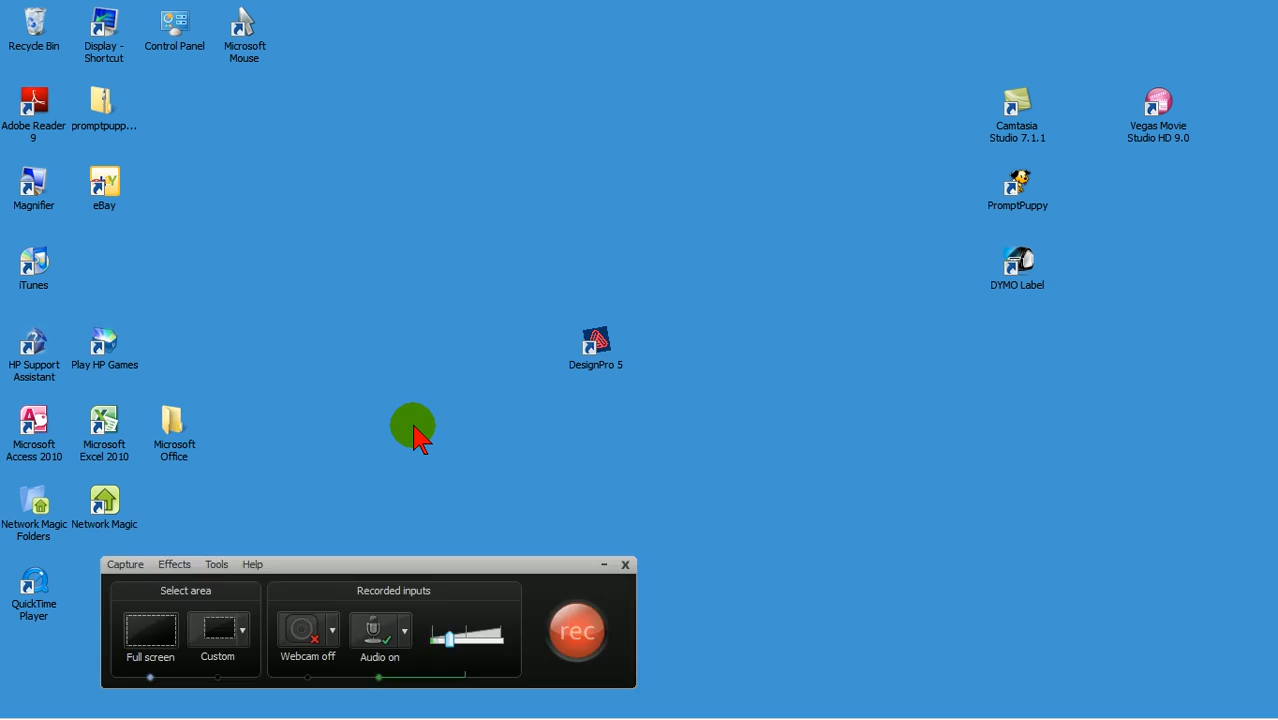 Recycle Bin
Display -
Shortcut
Control Panel
Microsoft
Mouse
Adobe Reader
9
promptpupp...
Camtasia
Studio 7.1.1
Vegas Movie
Studio HD 9.0
Magnifier
eBay
PromptPuppy
iTunes
DYMO Label
HP Support
Assistant
Play HP Games
DesignPro 5
Microsoft
Access 2010
Microsoft
Excel 2010
Microsoft
Office
Network Magic
Folders
Network Magic
QuickTime
Player
Capture Effects Tools Help
Select area
Recorded inputs
Full screen
Custom
Webcam off
Audio on
rec